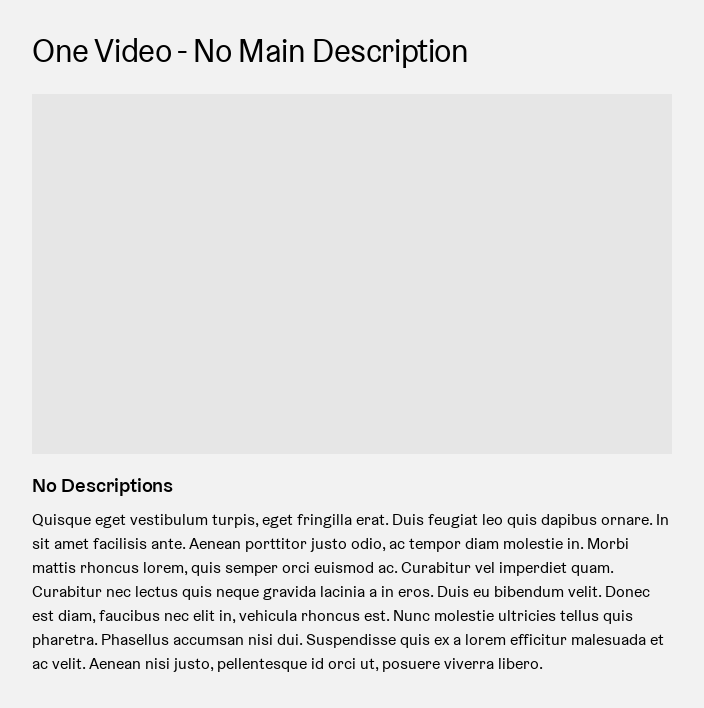 One Video - No Main Description
No Descriptions
Quisque eget vestibulum turpis, eget fringilla erat. Duis feugiat leo quis dapibus ornare. In
sit amet facilisis ante. Aenean porttitor justo odio, ac tempor diam molestie in. Morbi
mattis rhoncus lorem, quis semper orci euismod ac. Curabitur vel imperdiet quam.
Curabitur nec lectus quis neque gravida lacinia a in eros. Duis eu bibendum velit. Donec
est diam, faucibus nec elit in, vehicula rhoncus est. Nunc molestie ultricies tellus quis
pharetra. Phasellus accumsan nisi dui. Suspendisse quis ex a lorem efficitur malesuada et
ac velit. Aenean nisi justo, pellentesque id orci ut, posuere viverra libero.